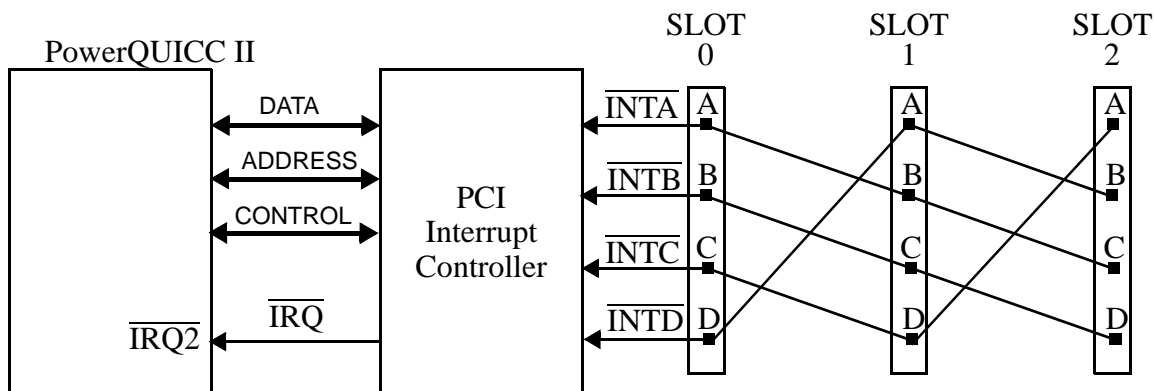 SLOT
0
SLOT
1
SLOT
2
PowerQUICC II
DATA
ADDRESS
CONTROL
IRQ
IRQ2
PCI
Interrupt
Controller
INTA
INTB
INTC
INTD
A
B
C
D
A
B
C
D
A
B
C
D